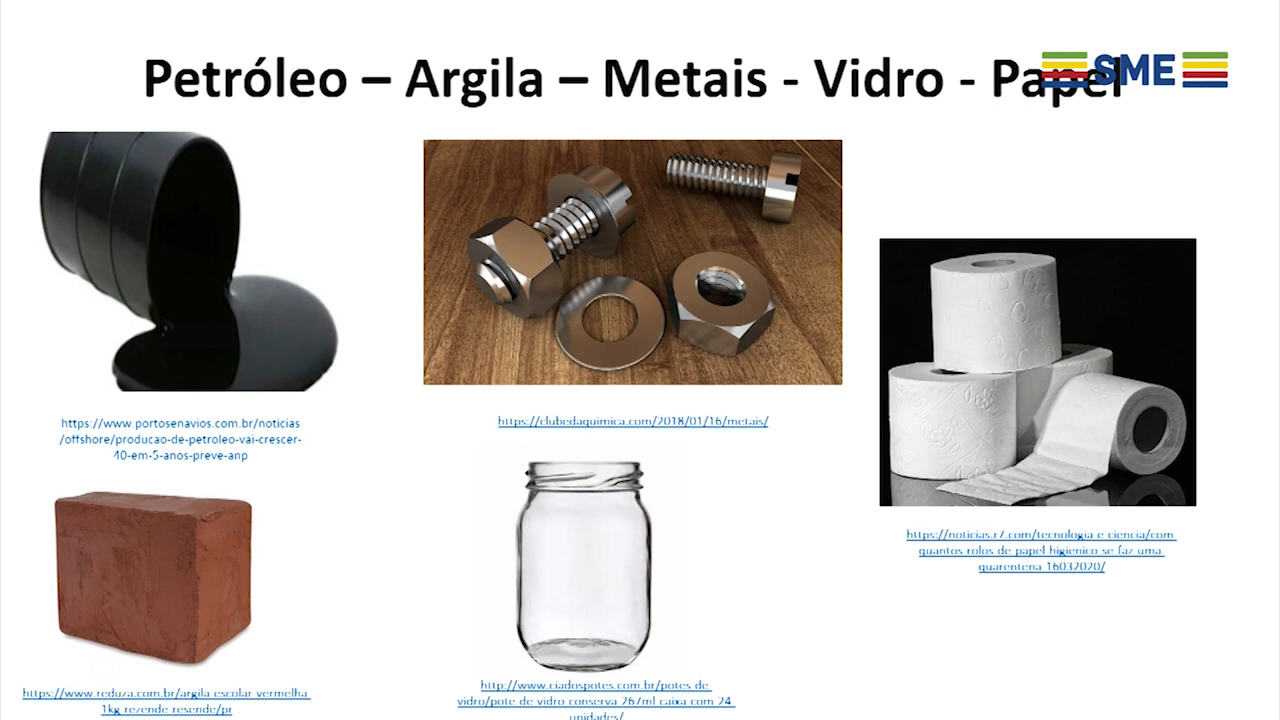 Petróleo – Argila – Metais - Vidro - Papel
SME
https://www.portosenavios.com.br/noticias
/offshore/producao-de-petroleo-vai-crescer-
40-em-5-anos-preve-anp
https://clubedaquimica.com/2018/01/16/metais/
https://noticias.r7.com/tecnologia-e-ciencia/com-
quantos-rolos-de-papel-higienico-se-faz-uma-
quarentena-16032020/
https://www.reduza.com.br/argila-escolar-vermelha-
1kg-rezende-resende/pr
http://www.ciadospotes.com.br/potes-de-
vidro/pote-de-vidro-conserva-267ml-caixa-com-24-
unidades/